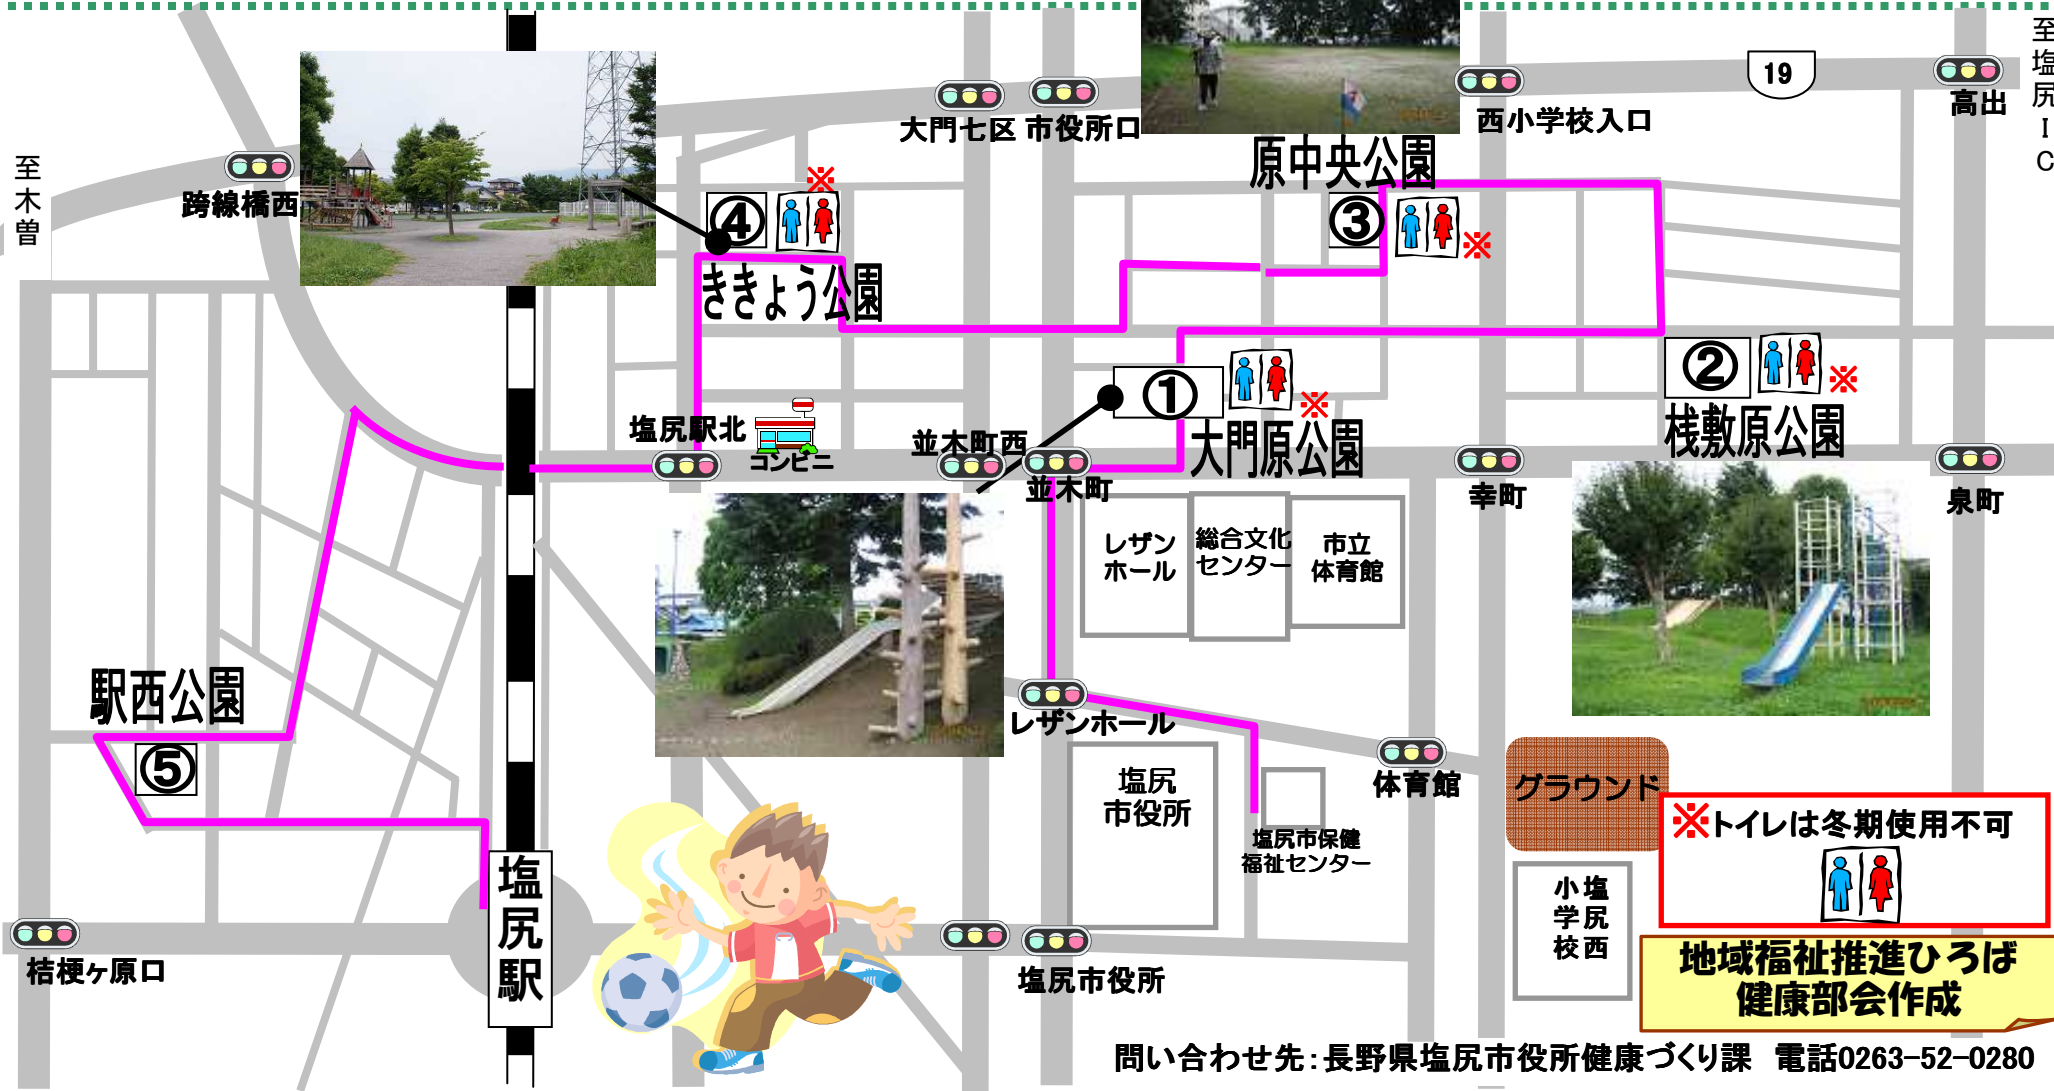 19
至塩尻IC
高出
西小学校入口
大門七区
市役所口
至木曽
跨線橋西
原中央公園
③
※
④
※
ききょう公園
②
※
桟敷原公園
①
※
大門原公園
塩尻駅北
コンビニ
並木町西
並木町
幸町
泉町
レザン
ホール
総合文化
センター
市立
体育館
駅西公園
⑤
レザンホール
体育館
塩尻
市役所
塩尻市保健
福祉センター
グラウンド
※トイレは冬期使用不可
塩尻西
小学校
塩尻駅
桔梗ヶ原口
塩尻市役所
地域福祉推進ひろば
健康部会作成
問い合わせ先：長野県塩尻市役所健康づくり課 電話0263-52-0280